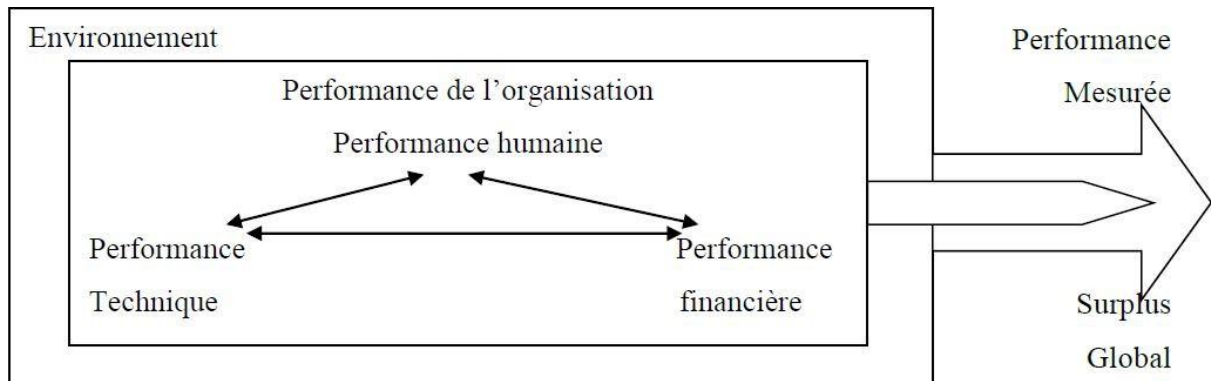 Environnement
Performance
Mesurée
Performance de l’organisation
Performance humaine
Performance
Technique
Performance
financière
Surplus
Global